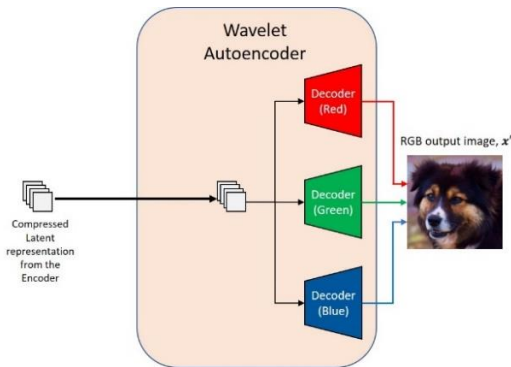 Wavelet
Autoencoder
Decoder
(Red)
RGB output image, x'
Decoder
(Green)
Compressed
Latent
representation
from the
Encoder
Decoder
(Blue)